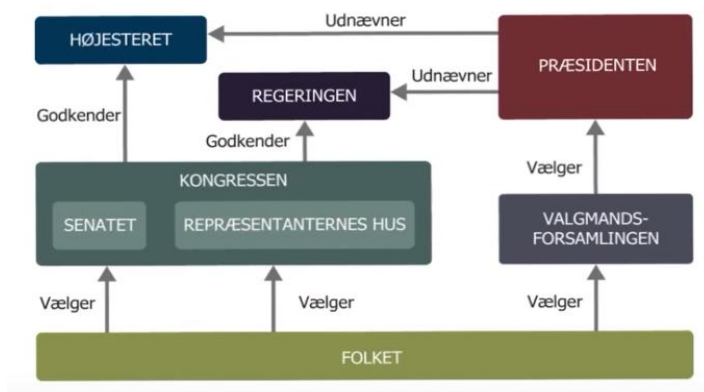 Udnævner
HØJESTERET
PRÆSIDENTEN
Udnævner
REGERINGEN
Godkender
Godkender
Vælger
KONGRESSEN
SENATET
REPRÆSENTANTERNES HUS
VALGMANDS-
FORSAMLINGEN
Vælger
Vælger
Vælger
FOLKET